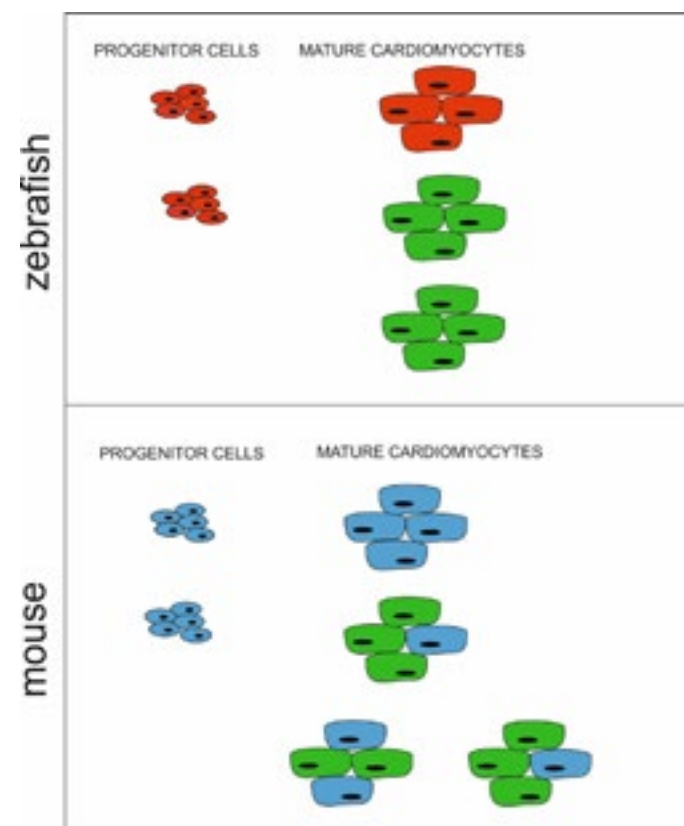 zebrafish
PROGENITOR CELLS MATURE CARDIOMYOCYTES
mouse
PROGENITOR CELLS MATURE CARDIOMYOCYTES